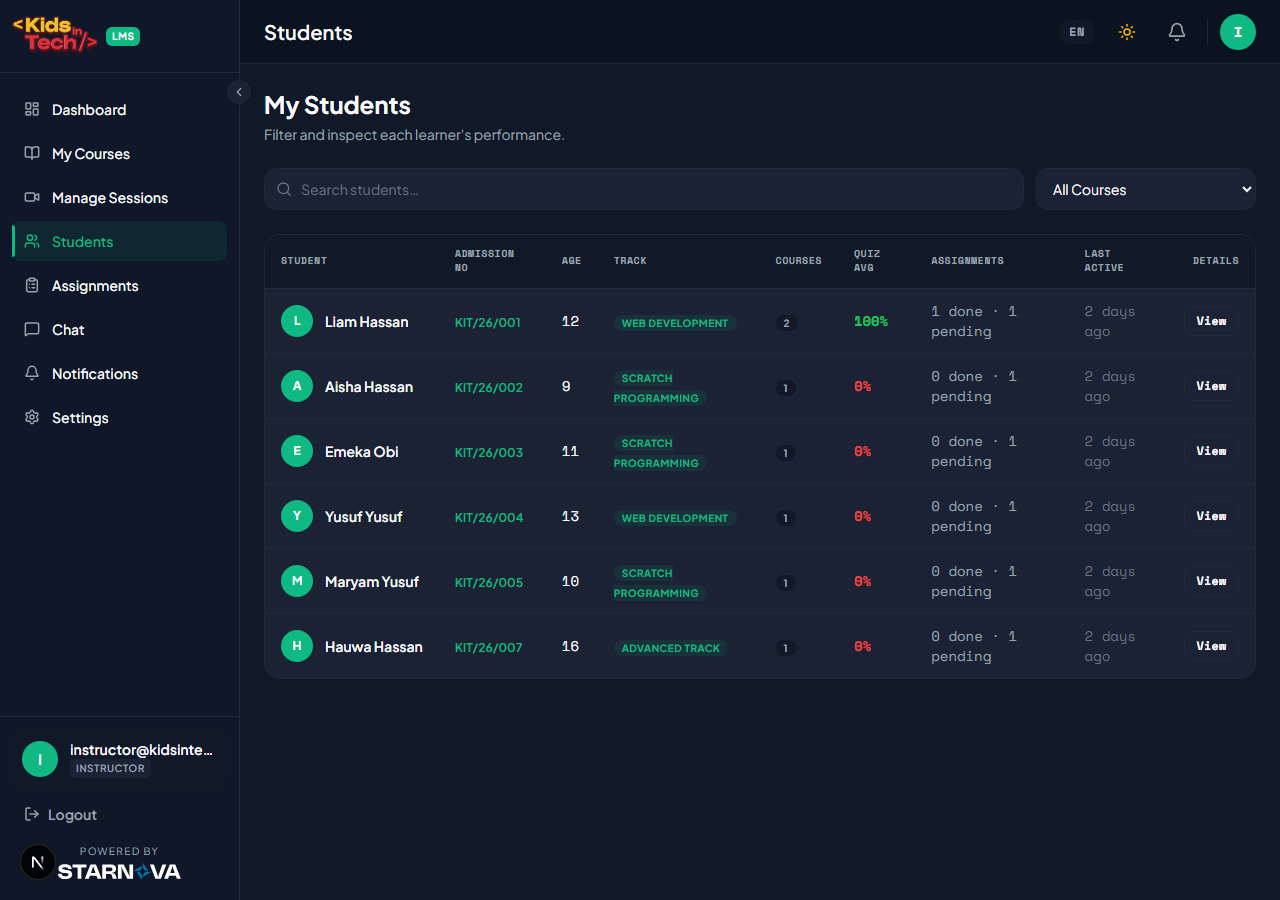 <Kids in
Tech/>
LMS
Students
EN
I
Dashboard
My Courses
Manage Sessions
Students
Assignments
Chat
Notifications
Settings
My Students
Filter and inspect each learner's performance.
Search students…
All Courses
STUDENT ADMISSION NO AGE TRACK COURSES QUIZ AVG ASSIGNMENTS LAST ACTIVE DETAILS
L Liam Hassan KIT/26/001 12 WEB DEVELOPMENT 2 100% 1 done · 1 pending 2 days ago View
A Aisha Hassan KIT/26/002 9 SCRATCH PROGRAMMING 1 0% 0 done · 1 pending 2 days ago View
E Emeka Obi KIT/26/003 11 SCRATCH PROGRAMMING 1 0% 0 done · 1 pending 2 days ago View
Y Yusuf Yusuf KIT/26/004 13 WEB DEVELOPMENT 1 0% 0 done · 1 pending 2 days ago View
M Maryam Yusuf KIT/26/005 10 SCRATCH PROGRAMMING 1 0% 0 done · 1 pending 2 days ago View
H Hauwa Hassan KIT/26/007 16 ADVANCED TRACK 1 0% 0 done · 1 pending 2 days ago View
I
instructor@kidsinte…
INSTRUCTOR
Logout
N
POWERED BY
STARNOVA